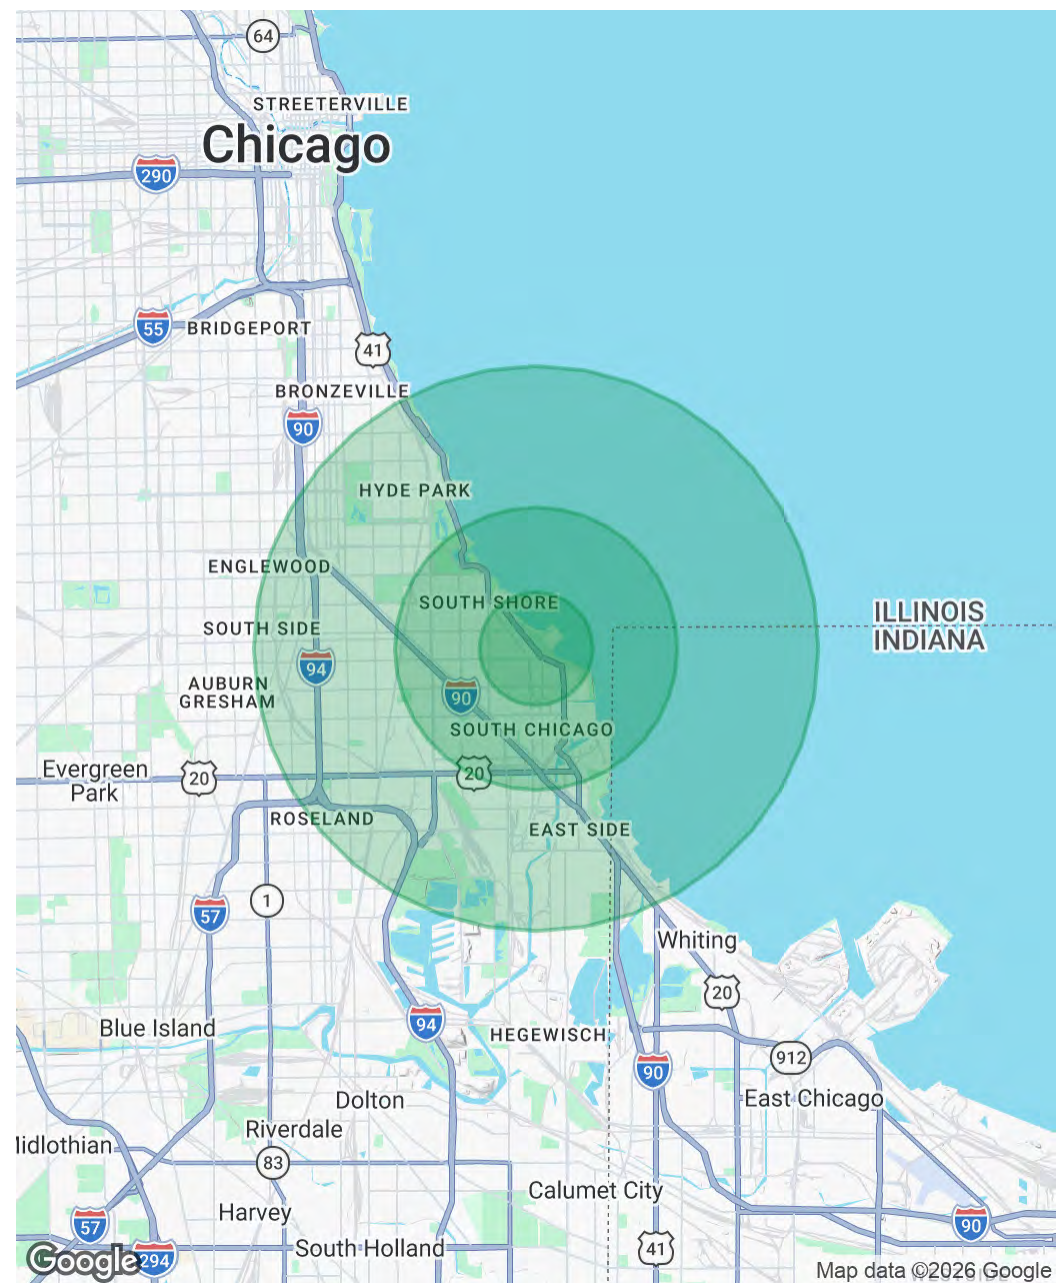 64
STREETERVILLE
Chicago
290
55
BRIDGEPORT
41
BRONZEVILLE
90
HYDE PARK
ENGLEWOOD
SOUTH SHORE
ILLINOIS
INDIANA
SOUTH SIDE
94
AUBURN
GRESHAM
90
SOUTH CHICAGO
Evergreen
Park
20
20
ROSELAND
EAST SIDE
1
57
Whiting
20
Blue Island
94
HEGEWISCH
912
90
East Chicago
Dolton
Riverdale
Midlothian
83
Calumet City
Harvey
57
90
South Holland
41
Google
294
Map data ©2026 Google